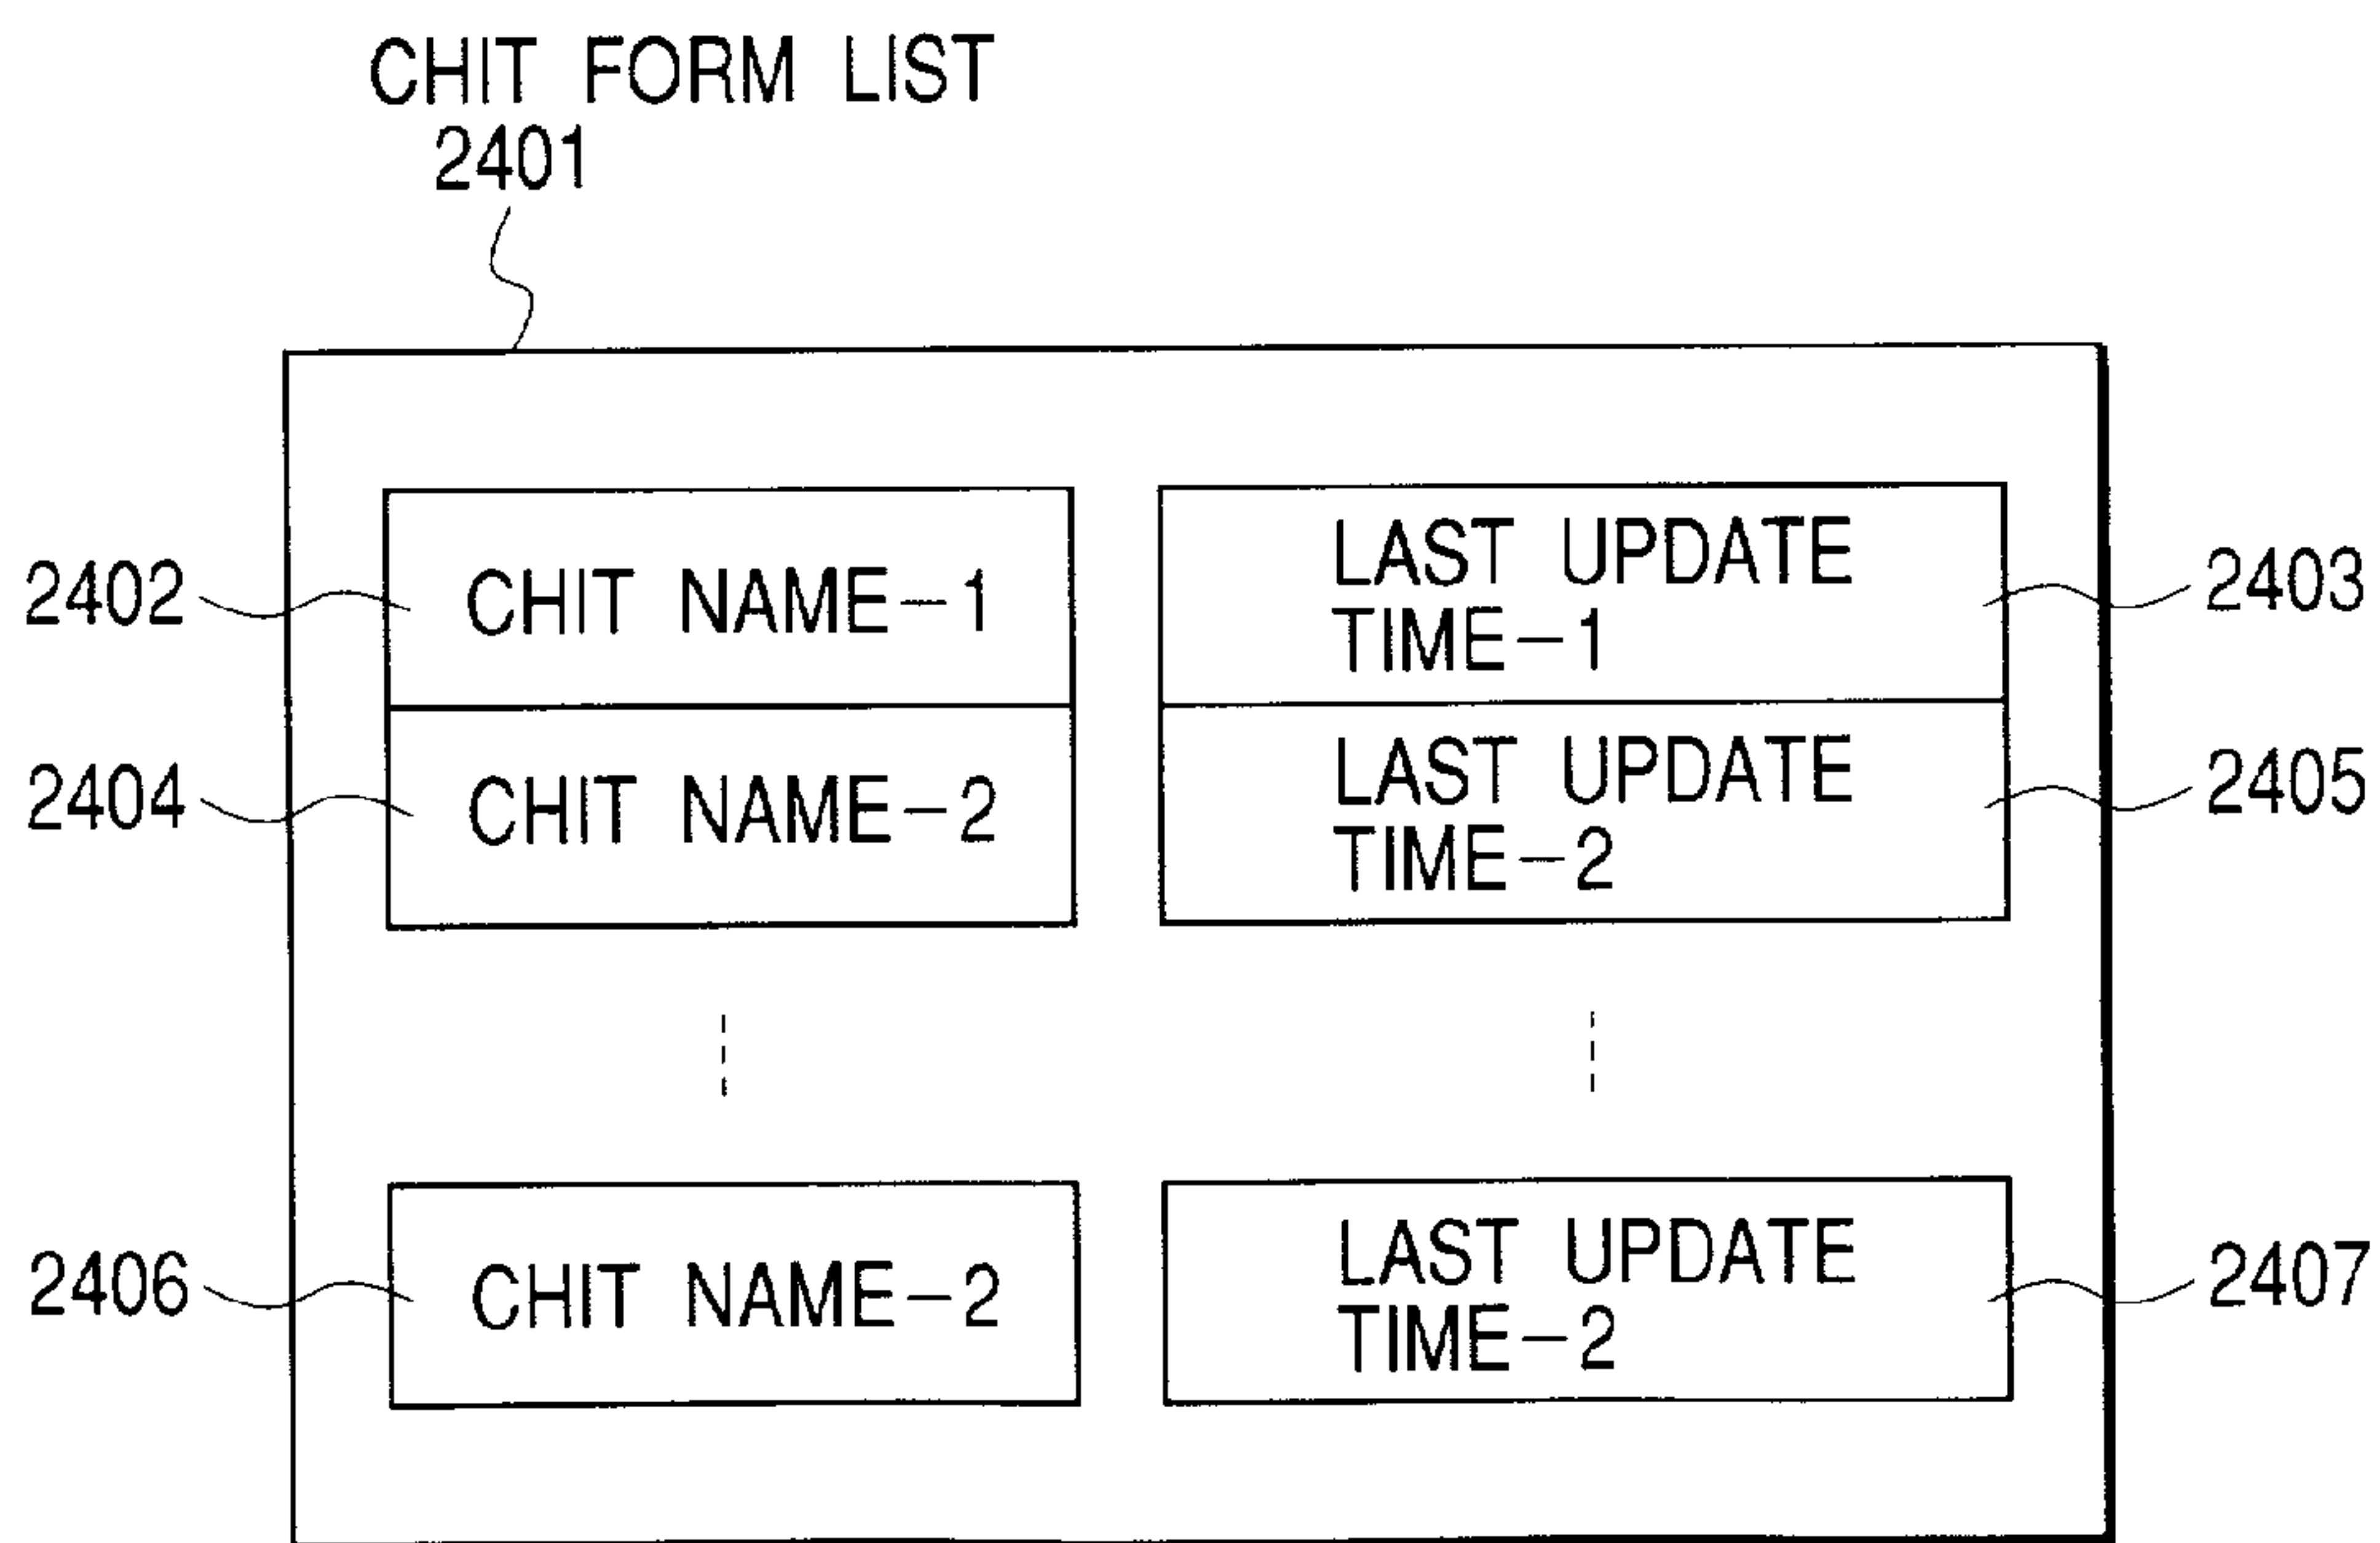 CHIT FORM LIST
2401
2402
CHIT NAME-1
LAST UPDATE
TIME-1
2403
2404
CHIT NAME-2
LAST UPDATE
TIME-2
2405
2406
CHIT NAME-2
LAST UPDATE
TIME-2
2407